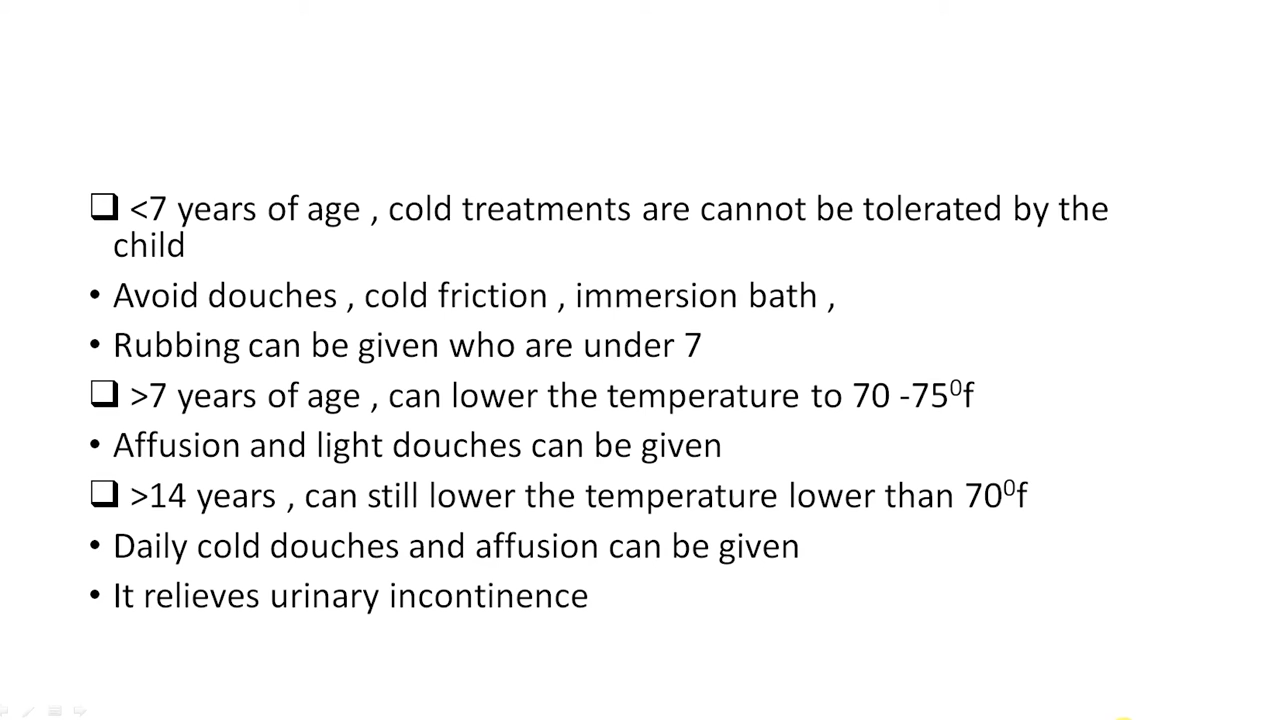 ❑ <7 years of age , cold treatments are cannot be tolerated by the
child
• Avoid douches , cold friction , immersion bath ,
• Rubbing can be given who are under 7
❑ >7 years of age , can lower the temperature to 70 -75⁰f
• Affusion and light douches can be given
❑ >14 years , can still lower the temperature lower than 70⁰f
• Daily cold douches and affusion can be given
• It relieves urinary incontinence